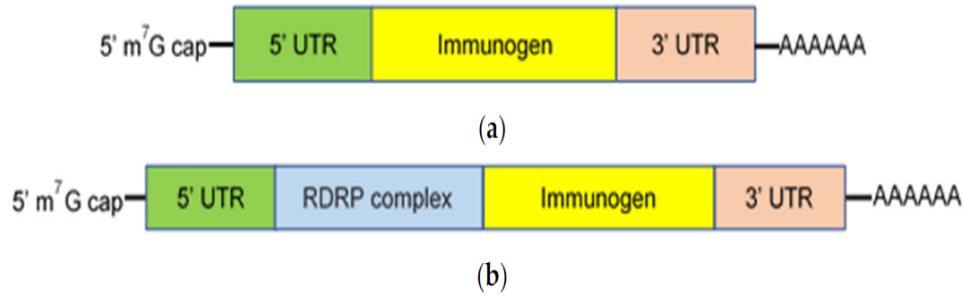 5' m⁷G cap 5' UTR Immunogen 3' UTR AAAAAA
(a)
5' m⁷G cap 5' UTR RDRP complex Immunogen 3' UTR AAAAAA
(b)